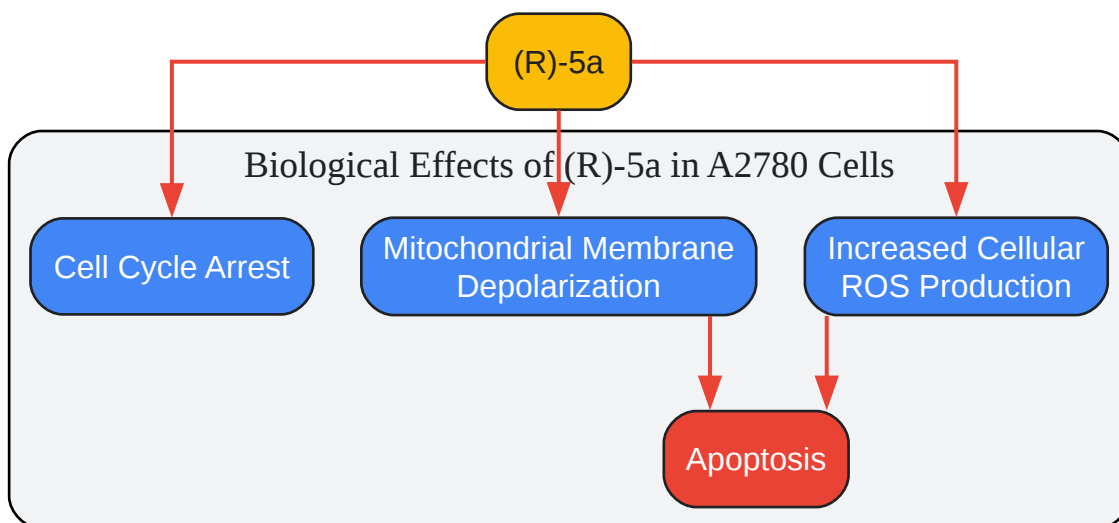 (R)-5a
Biological Effects of (R)-5a in A2780 Cells
Cell Cycle Arrest
Mitochondrial Membrane
Depolarization
Increased Cellular
ROS Production
Apoptosis